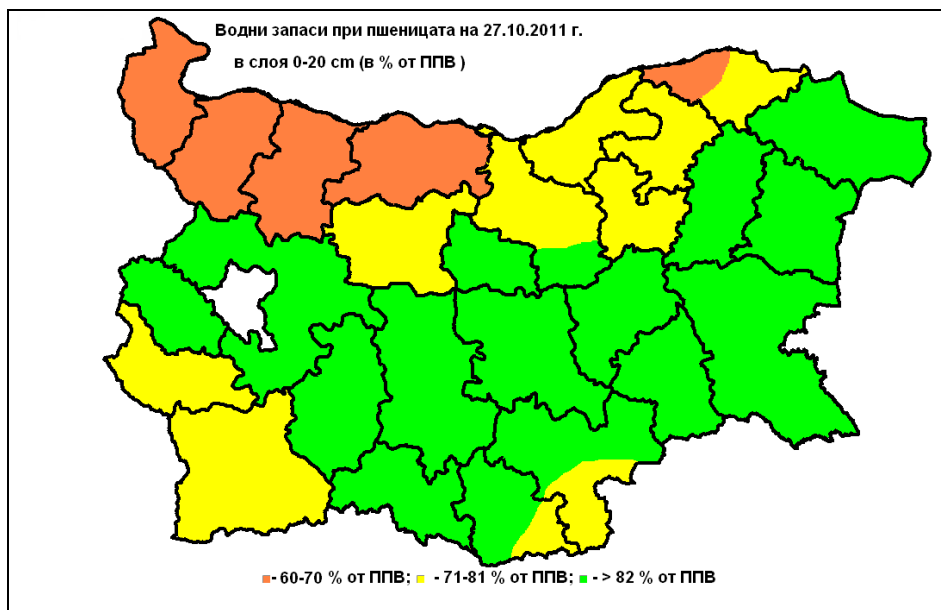 Водни запаси при пшеницата на 27.10.2011 г.
в слоя 0-20 cm (в % от ППВ )
- 60-70 % от ППВ; - 71-81 % от ППВ; - > 82 % от ППВ